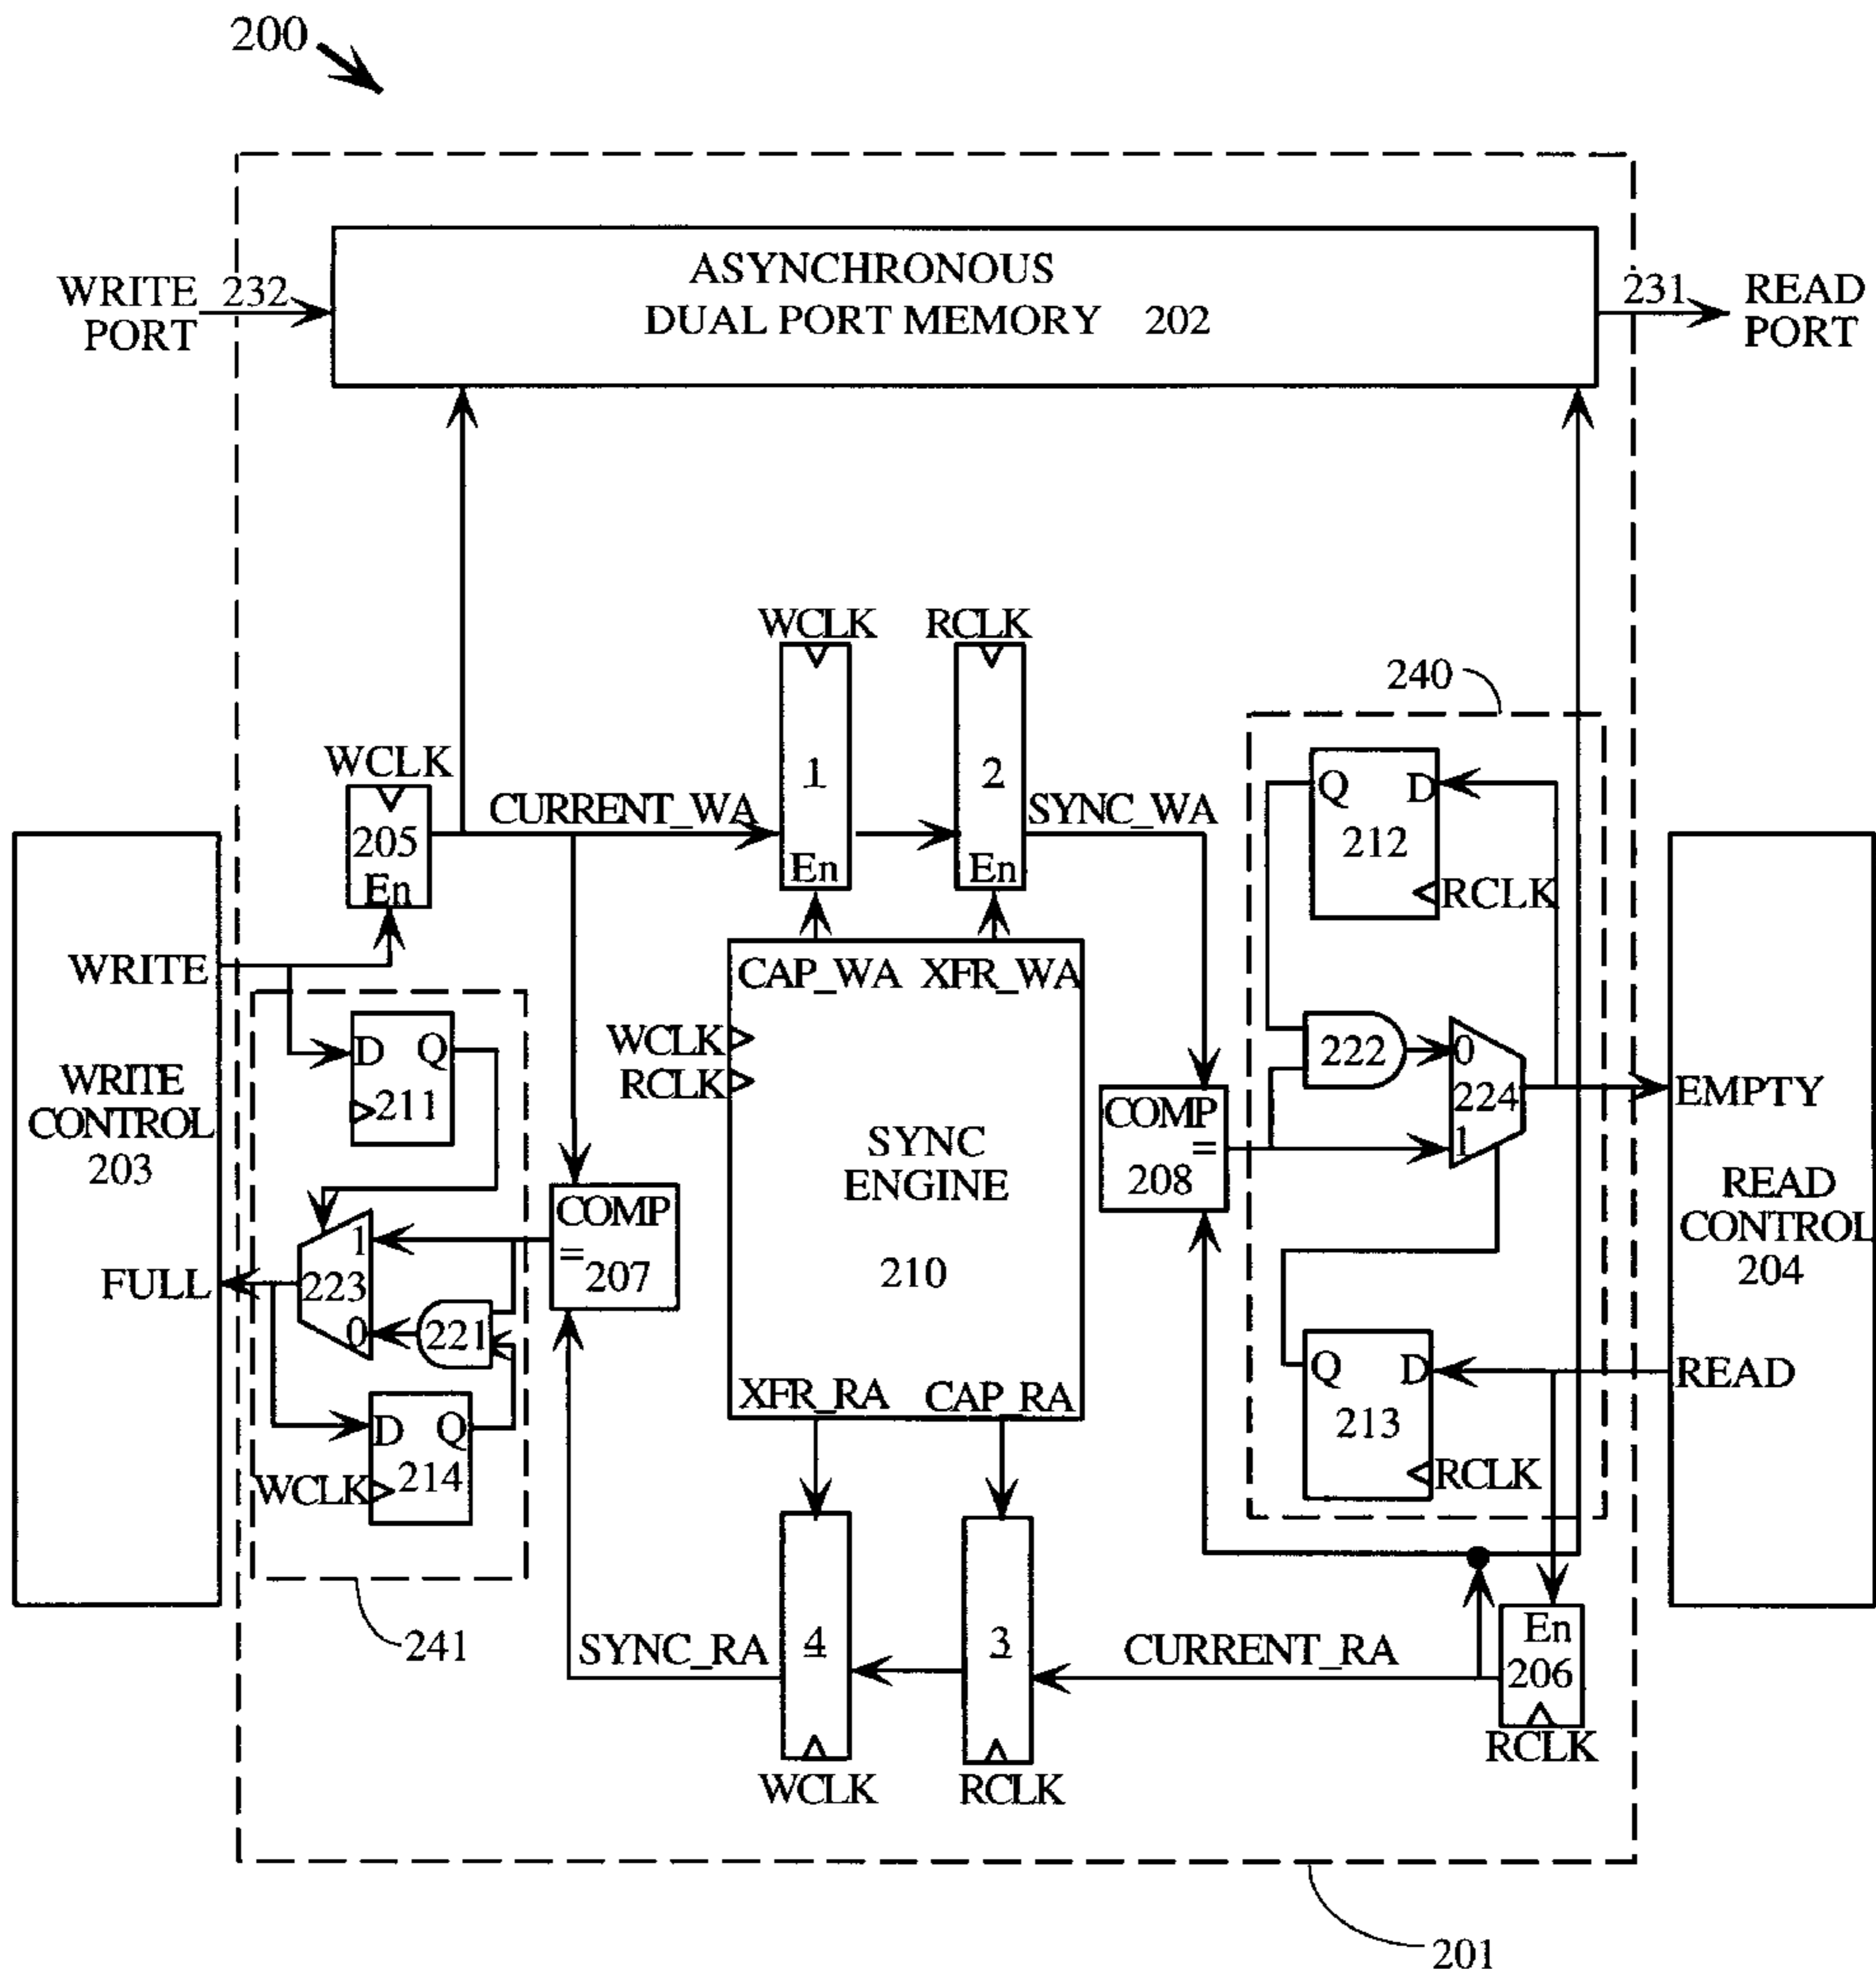 200
ASYNCHRONOUS
DUAL PORT MEMORY 202
WRITE
PORT
232
231
READ
PORT
WCLK
RCLK
240
1
2
En
En
WCLK
205
En
CURRENT_WA
SYNC_WA
Q D
212
RCLK
WRITE
WRITE
CONTROL
203
FULL
D Q
211
CAP_WA XFR_WA
WCLK
RCLK
SYNC
ENGINE
210
XFR_RA CAP_RA
222
0
224
1
COMP
=
208
EMPTY
READ
CONTROL
204
READ
COMP
=
207
1
223
0
221
D Q
214
WCLK
Q D
213
RCLK
241
SYNC_RA
4
3
CURRENT_RA
En
206
RCLK
WCLK
RCLK
201